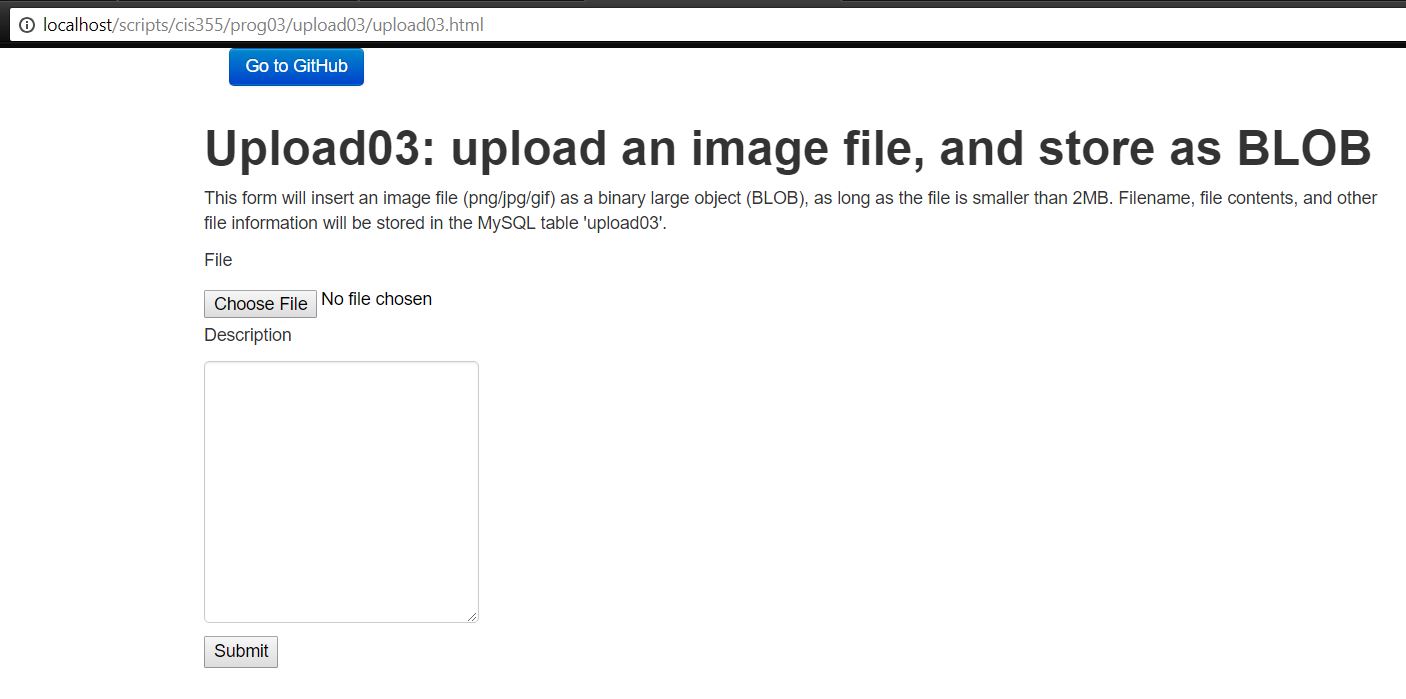 localhost/scripts/cis355/prog03/upload03/upload03.html
Go to GitHub
Upload03: upload an image file, and store as BLOB
This form will insert an image file (png/jpg/gif) as a binary large object (BLOB), as long as the file is smaller than 2MB. Filename, file contents, and other
file information will be stored in the MySQL table 'upload03'.
File
Choose File No file chosen
Description
Submit